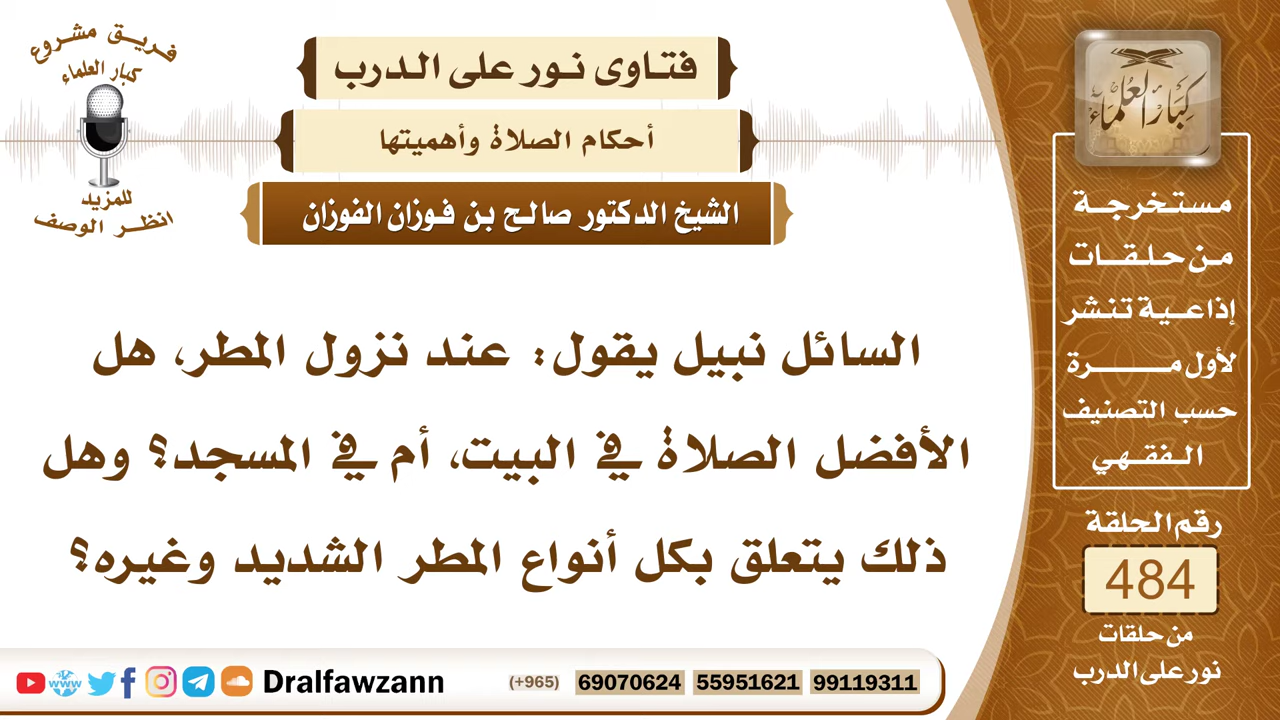 فريق مشروع
كبار العلماء
للمزيد
انظر الوصف
فتاوى نور على الدرب
أحكام الصلاة وأهميتها
الشيخ الدكتور صالح بن فوزان الفوزان
السائل نبيل يقول: عند نزول المطر، هل
الأفضل الصلاة في البيت، أم في المسجد؟ وهل
ذلك يتعلق بكل أنواع المطر الشديد وغيره؟
كبار العلماء
مستخرجة
من حلقات
إذاعية تنشر
لأول مرة
حسب التصنيف
الفقهي
رقم الحلقة
484
من حلقات
نور على الدرب
www
Dralfawzann (+965) 69070624 55951621 99119311